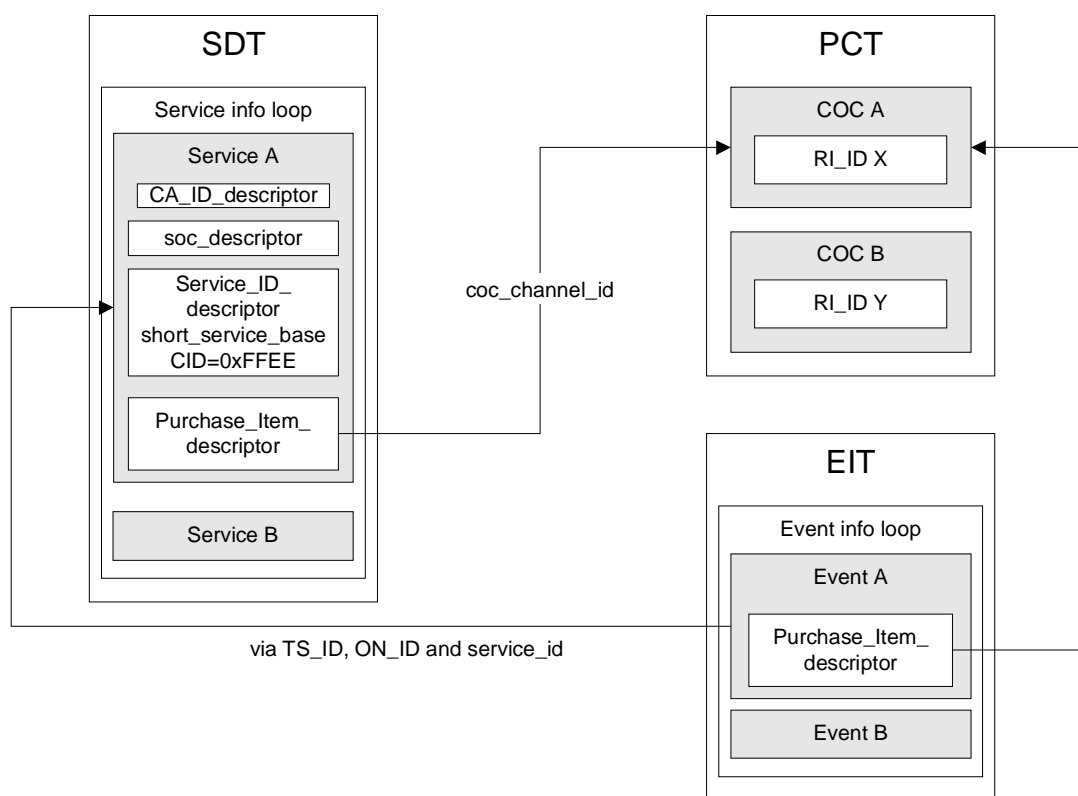 SDT
Service info loop
Service A
CA_ID_descriptor
soc_descriptor
Service_ID_
descriptor
short_service_base
CID=0xFFEE
Purchase_Item_
descriptor
Service B
coc_channel_id
via TS_ID, ON_ID and service_id
PCT
COC A
RI_ID X
COC B
RI_ID Y
EIT
Event info loop
Event A
Purchase_Item_
descriptor
Event B